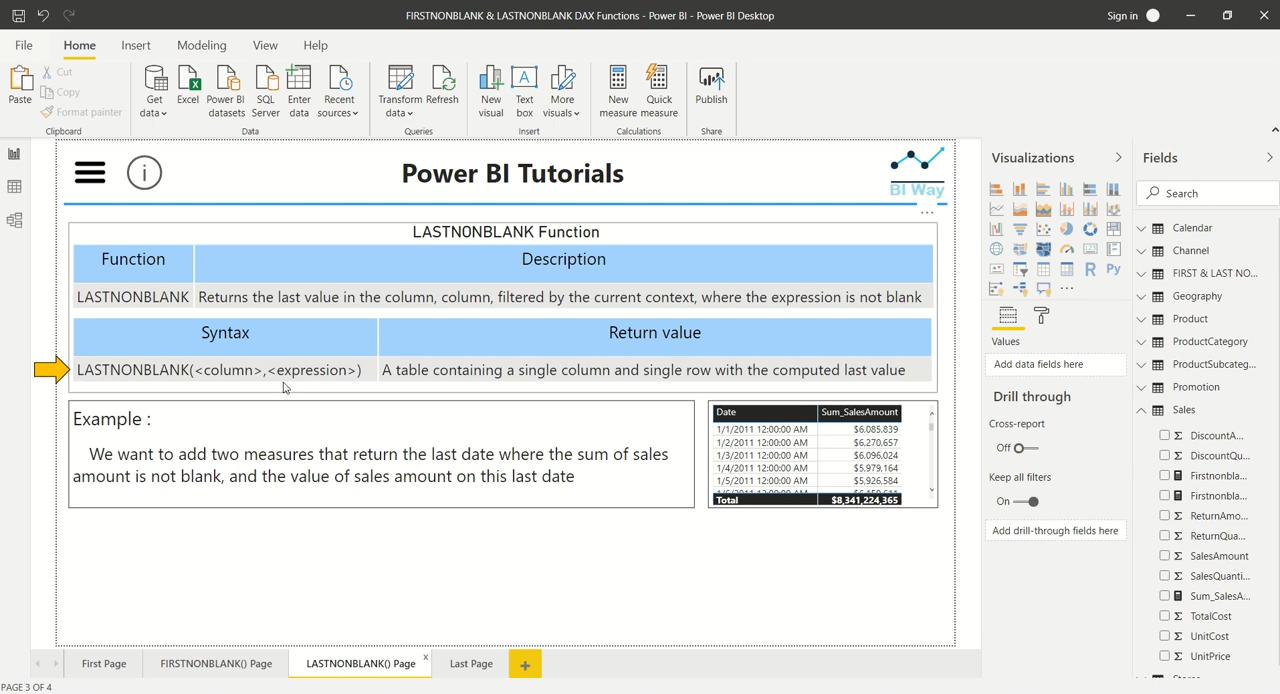 FIRSTNONBLANK & LASTNONBLANK DAX Functions - Power BI - Power BI Desktop
Sign in
File Home Insert Modeling View Help
Paste
Cut
Copy
Format painter
Get data
Excel
Power BI datasets
SQL Server
Enter data
Recent sources
Transform data
Refresh
New visual
Text box
More visuals
New measure
Quick measure
Publish
Clipboard Data Queries Insert Calculations Share
Power BI Tutorials
BI Way
LASTNONBLANK Function
Function Description
LASTNONBLANK Returns the last value in the column, column, filtered by the current context, where the expression is not blank
Syntax Return value
LASTNONBLANK(<column>,<expression>) A table containing a single column and single row with the computed last value
Example :
We want to add two measures that return the last date where the sum of sales
amount is not blank, and the value of sales amount on this last date
Date Sum_SalesAmount
1/1/2011 12:00:00 AM $6,085,839
1/2/2011 12:00:00 AM $6,270,657
1/3/2011 12:00:00 AM $6,096,024
1/4/2011 12:00:00 AM $5,979,164
1/5/2011 12:00:00 AM $5,926,584
Total $8,341,224,365
Visualizations
R Py
Values
Add data fields here
Drill through
Cross-report
Off
Keep all filters
On
Add drill-through fields here
Fields
Search
Calendar
Channel
FIRST & LAST NO...
Geography
Product
ProductCategory
ProductSubcateg...
Promotion
Sales
DiscountA...
DiscountQu...
Firstnonbla...
Firstnonbla...
ReturnAmo...
ReturnQua...
SalesAmount
SalesQuanti...
Sum_SalesA...
TotalCost
UnitCost
UnitPrice
First Page FIRSTNONBLANK() Page LASTNONBLANK() Page x Last Page +
PAGE 3 OF 4